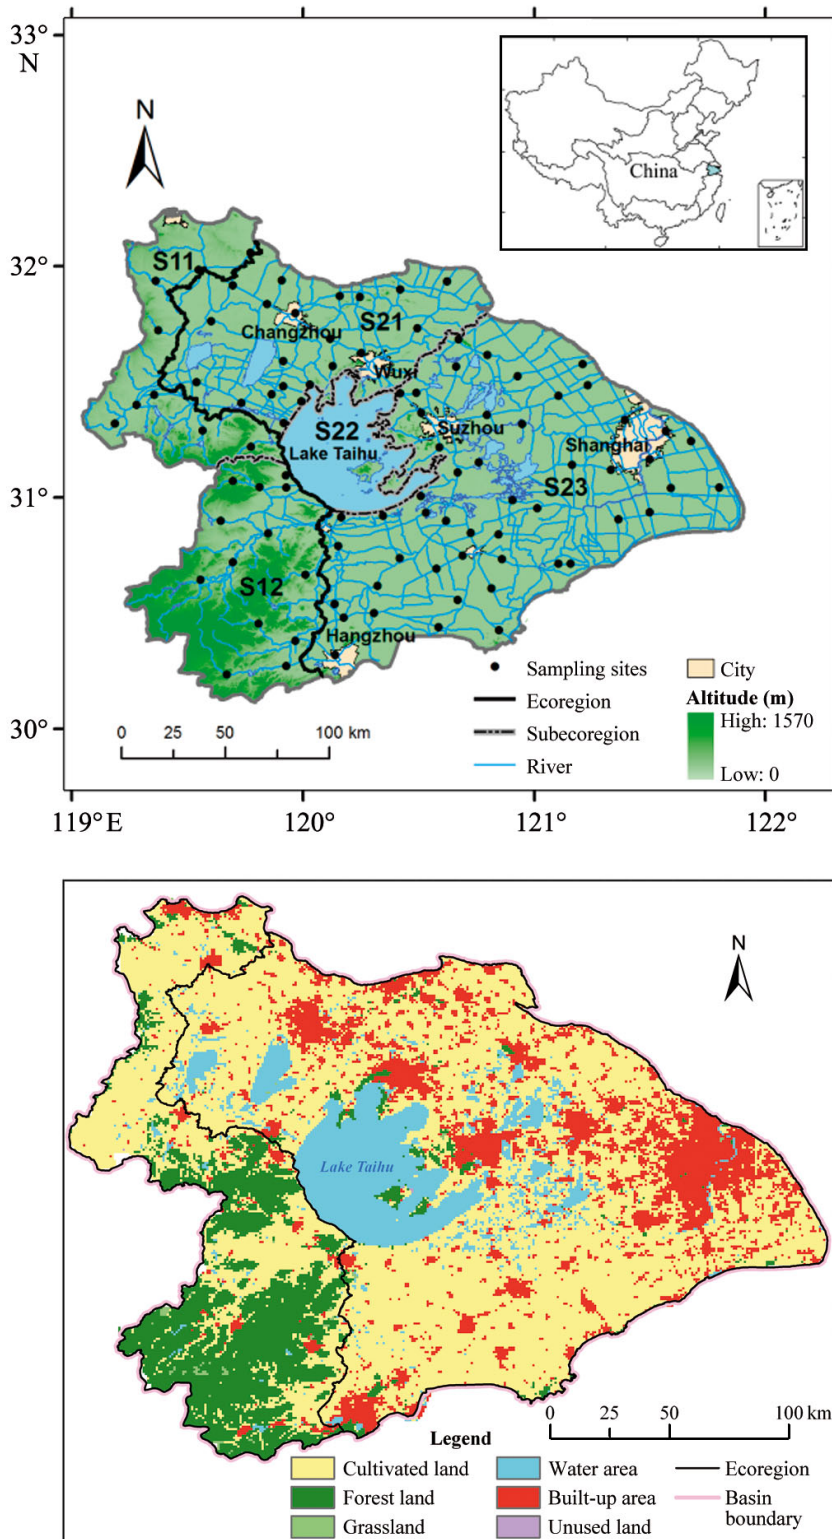 33°
N
N
China
32°
S11
Changzhou
S21
Wuxi
S22
Lake Taihu
Suzhou
Shanghai
31°
S23
S12
Hangzhou
Sampling sites
City
Ecoregion
Altitude (m)
High: 1570
Subecoregion
River
Low: 0
0 25 50 100 km
30°
119° E
120°
121°
122°
N
Lake Taihu
0 25 50 100 km
Legend
Cultivated land
Water area
Ecoregion
Forest land
Built-up area
Basin
boundary
Grassland
Unused land